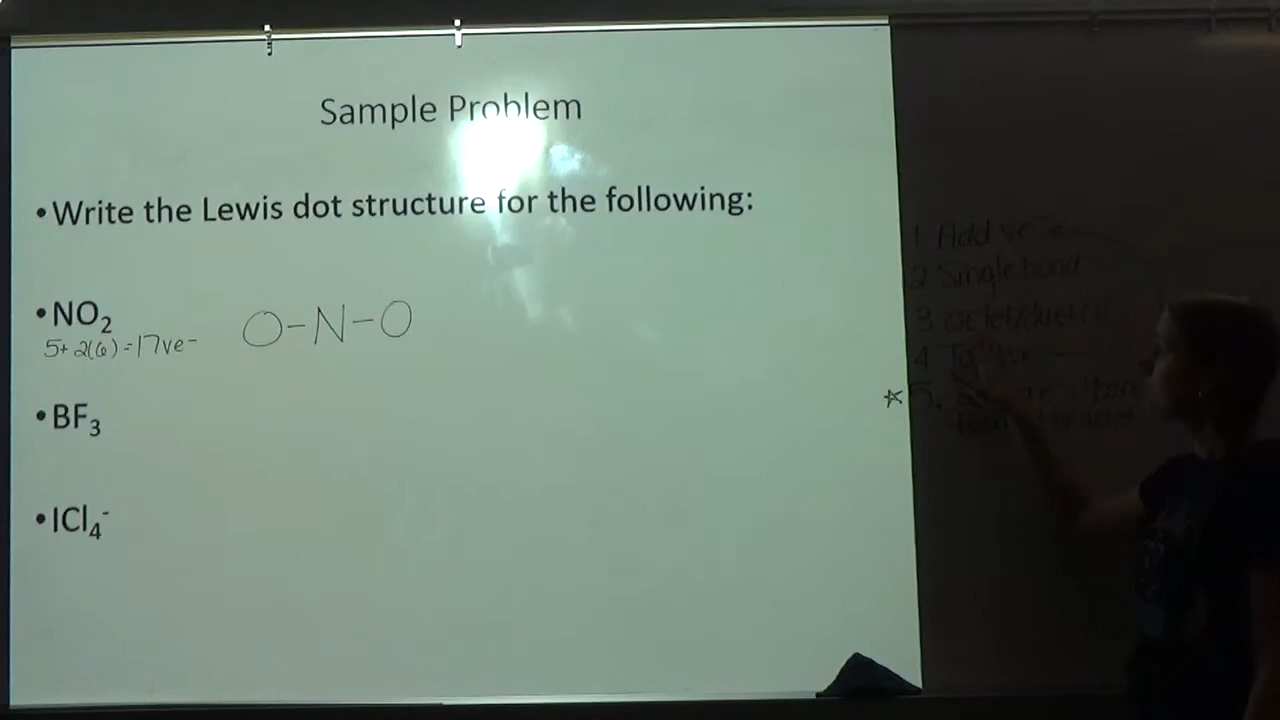 Sample Problem
• Write the Lewis dot structure for the following:
• NO₂
5+ 2(6) = 17ve⁻
O-N-O
• BF₃
• ICl₄⁻
1 Add ve
2 Single bond
3 octet/duet
4
☆ 5.